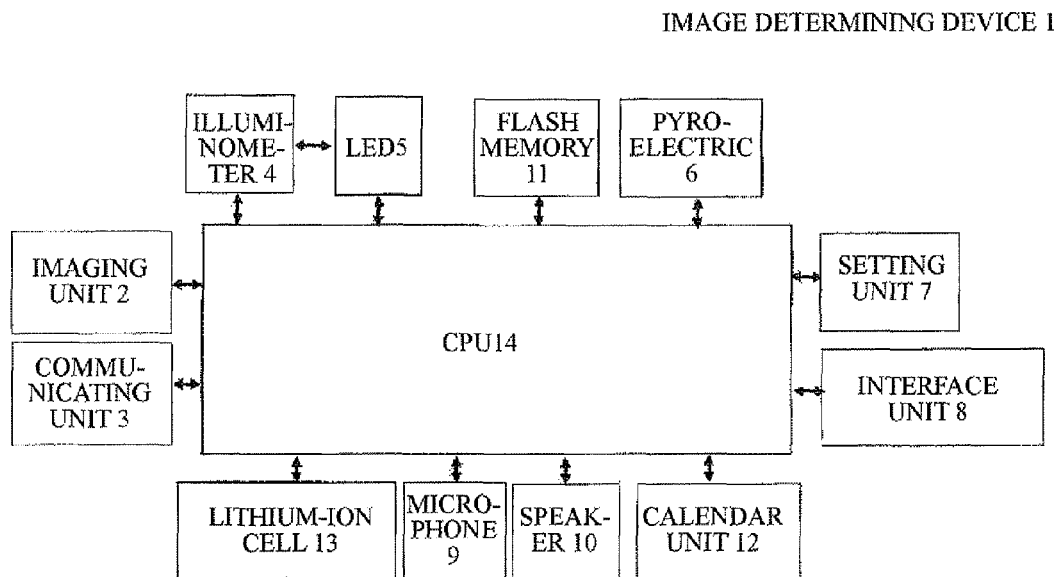 IMAGE DETERMINING DEVICE 1
ILLUMI-
NOME-
TER 4
LED5
FLASH
MEMORY
11
PYRO-
ELECTRIC
6
IMAGING
UNIT 2
SETTING
UNIT 7
CPU14
COMMU-
NICATING
UNIT 3
INTERFACE
UNIT 8
LITHIUM-ION
CELL 13
MICRO-
PHONE
9
SPEAK-
ER 10
CALENDAR
UNIT 12